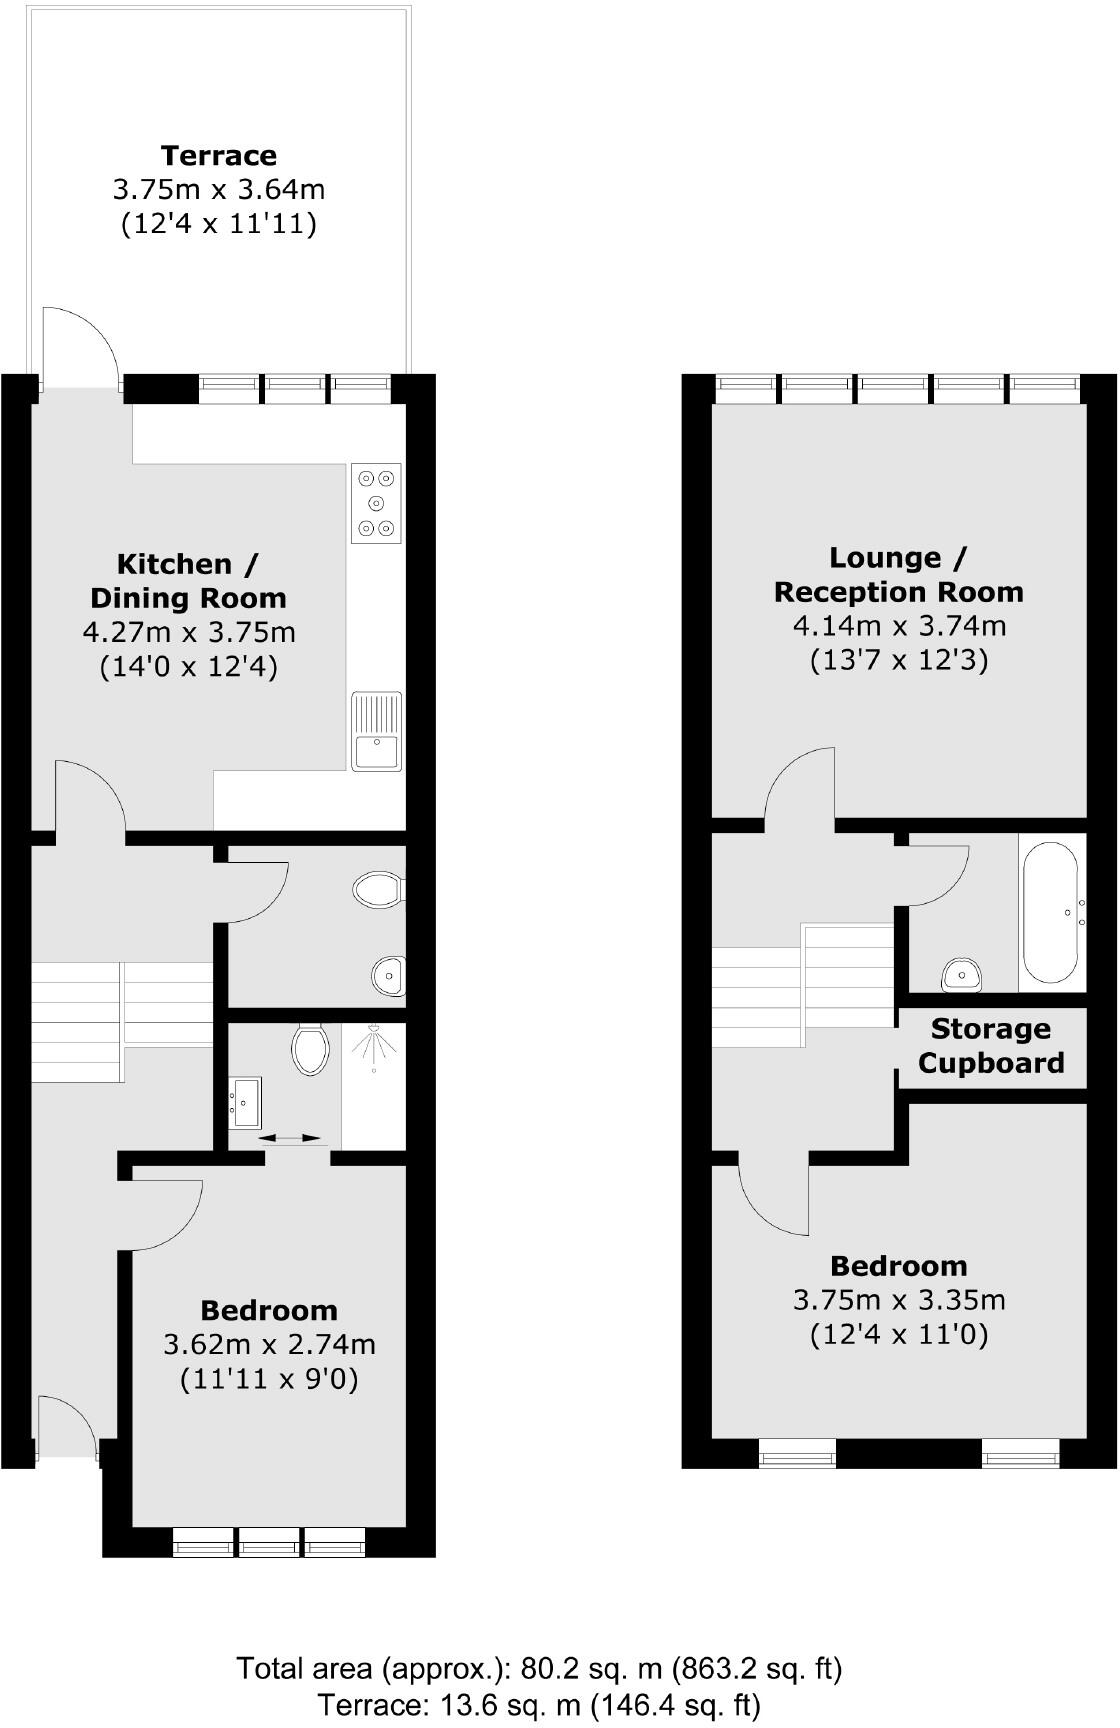 Terrace
3.75m x 3.64m
(12'4 x 11'11)
Kitchen /
Dining Room
4.27m x 3.75m
(14'0 x 12'4)
Lounge /
Reception Room
4.14m x 3.74m
(13'7 x 12'3)
Storage
Cupboard
Bedroom
3.62m x 2.74m
(11'11 x 9'0)
Bedroom
3.75m x 3.35m
(12'4 x 11'0)
Total area (approx.): 80.2 sq. m (863.2 sq. ft)
Terrace: 13.6 sq. m (146.4 sq. ft)